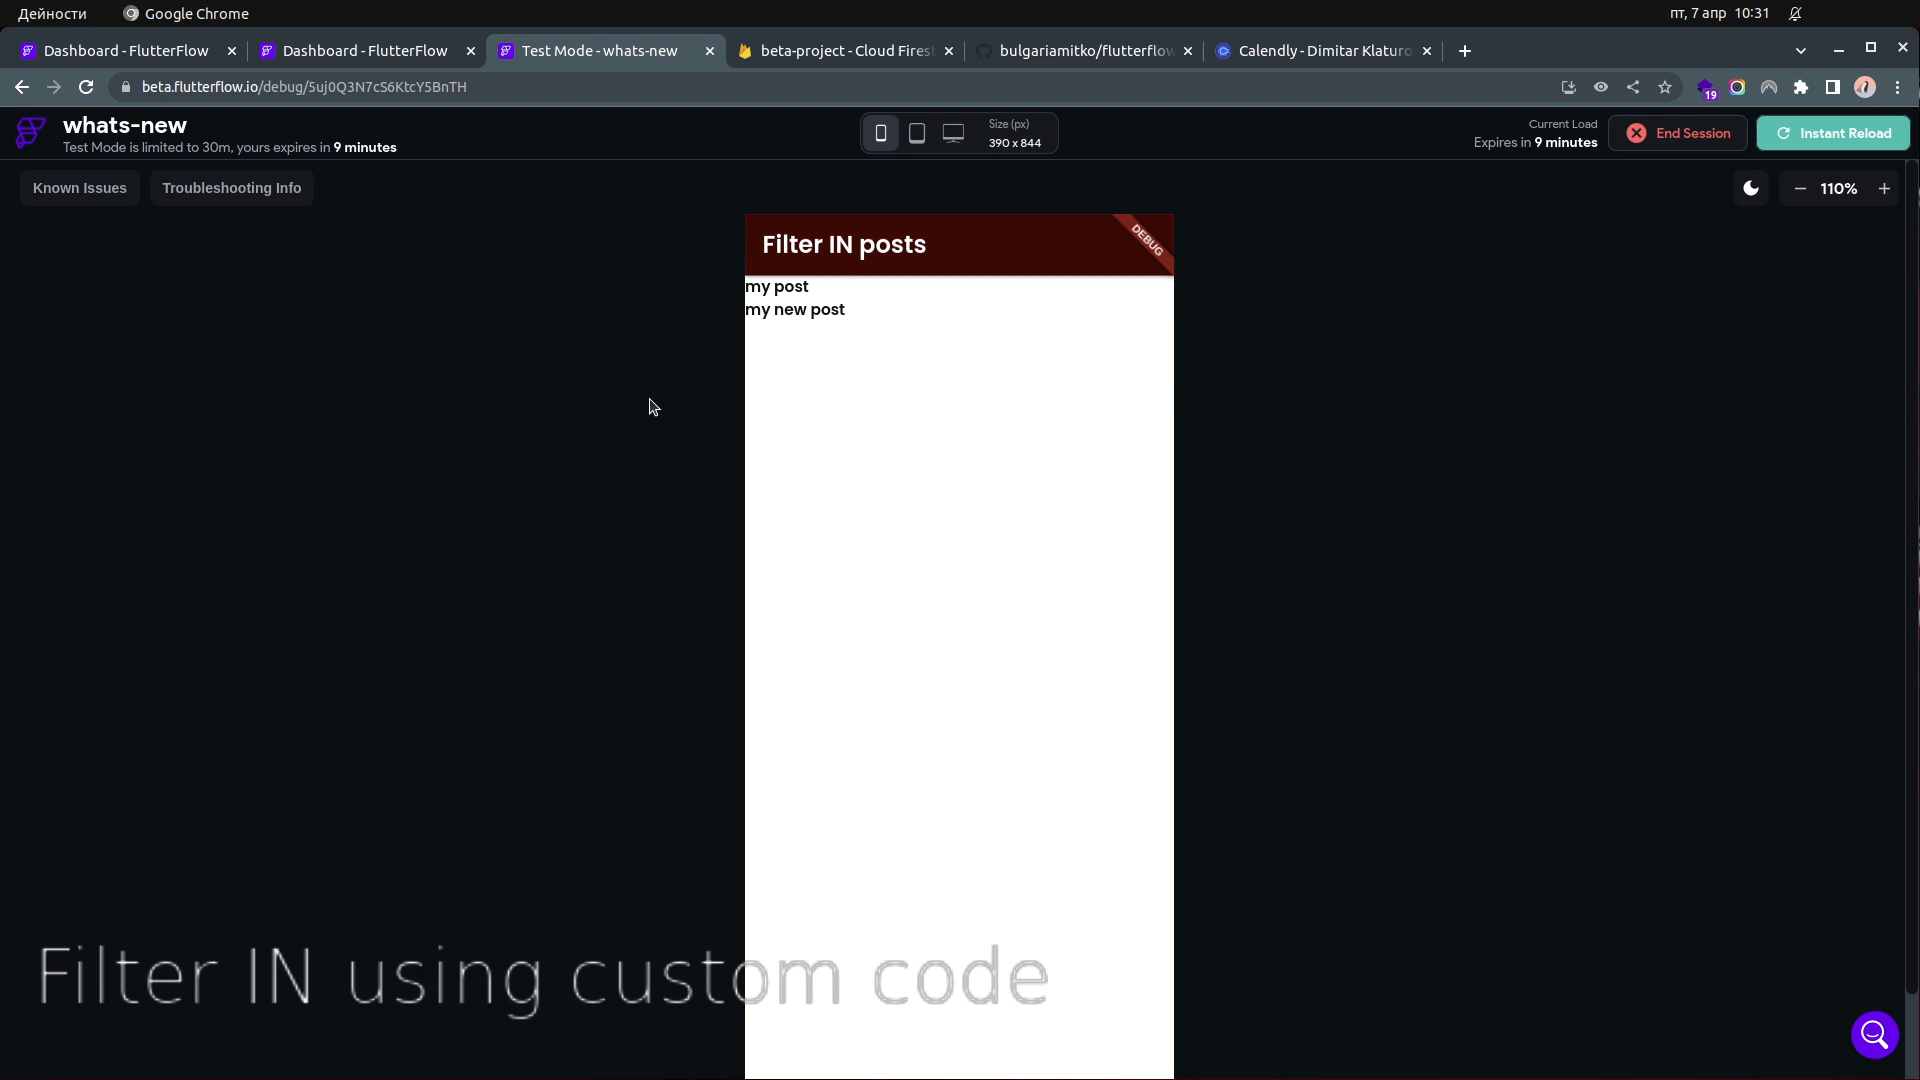 Дейности Google Chrome пт, 7 апр 10:31
Dashboard - FlutterFlow Dashboard - FlutterFlow Test Mode - whats-new beta-project - Cloud Firest bulgariamitko/flutterflow Calendly - Dimitar Klaturo
beta.flutterflow.io/debug/5uj0Q3N7cS6KtcY5BnTH 19
whats-new
Test Mode is limited to 30m, yours expires in 9 minutes
Size (px)
390 x 844
Current Load
Expires in 9 minutes
End Session
Instant Reload
Known Issues Troubleshooting Info 110%
Filter IN posts DEBUG
my post
my new post
Filter IN using custom code